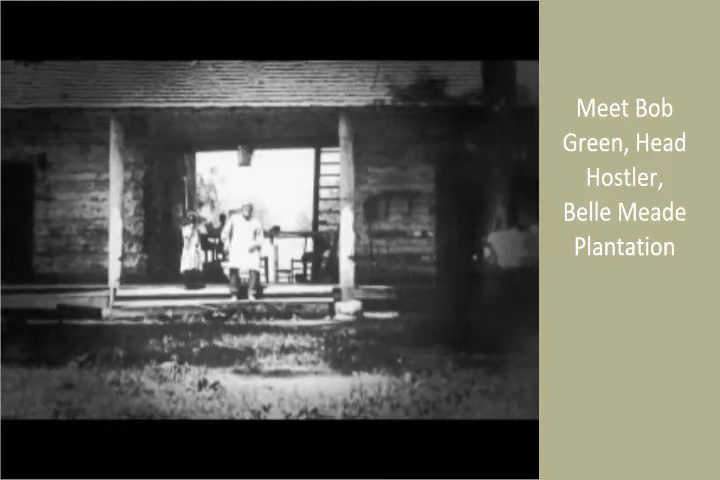 Meet Bob
Green, Head
Hostler,
Belle Meade
Plantation